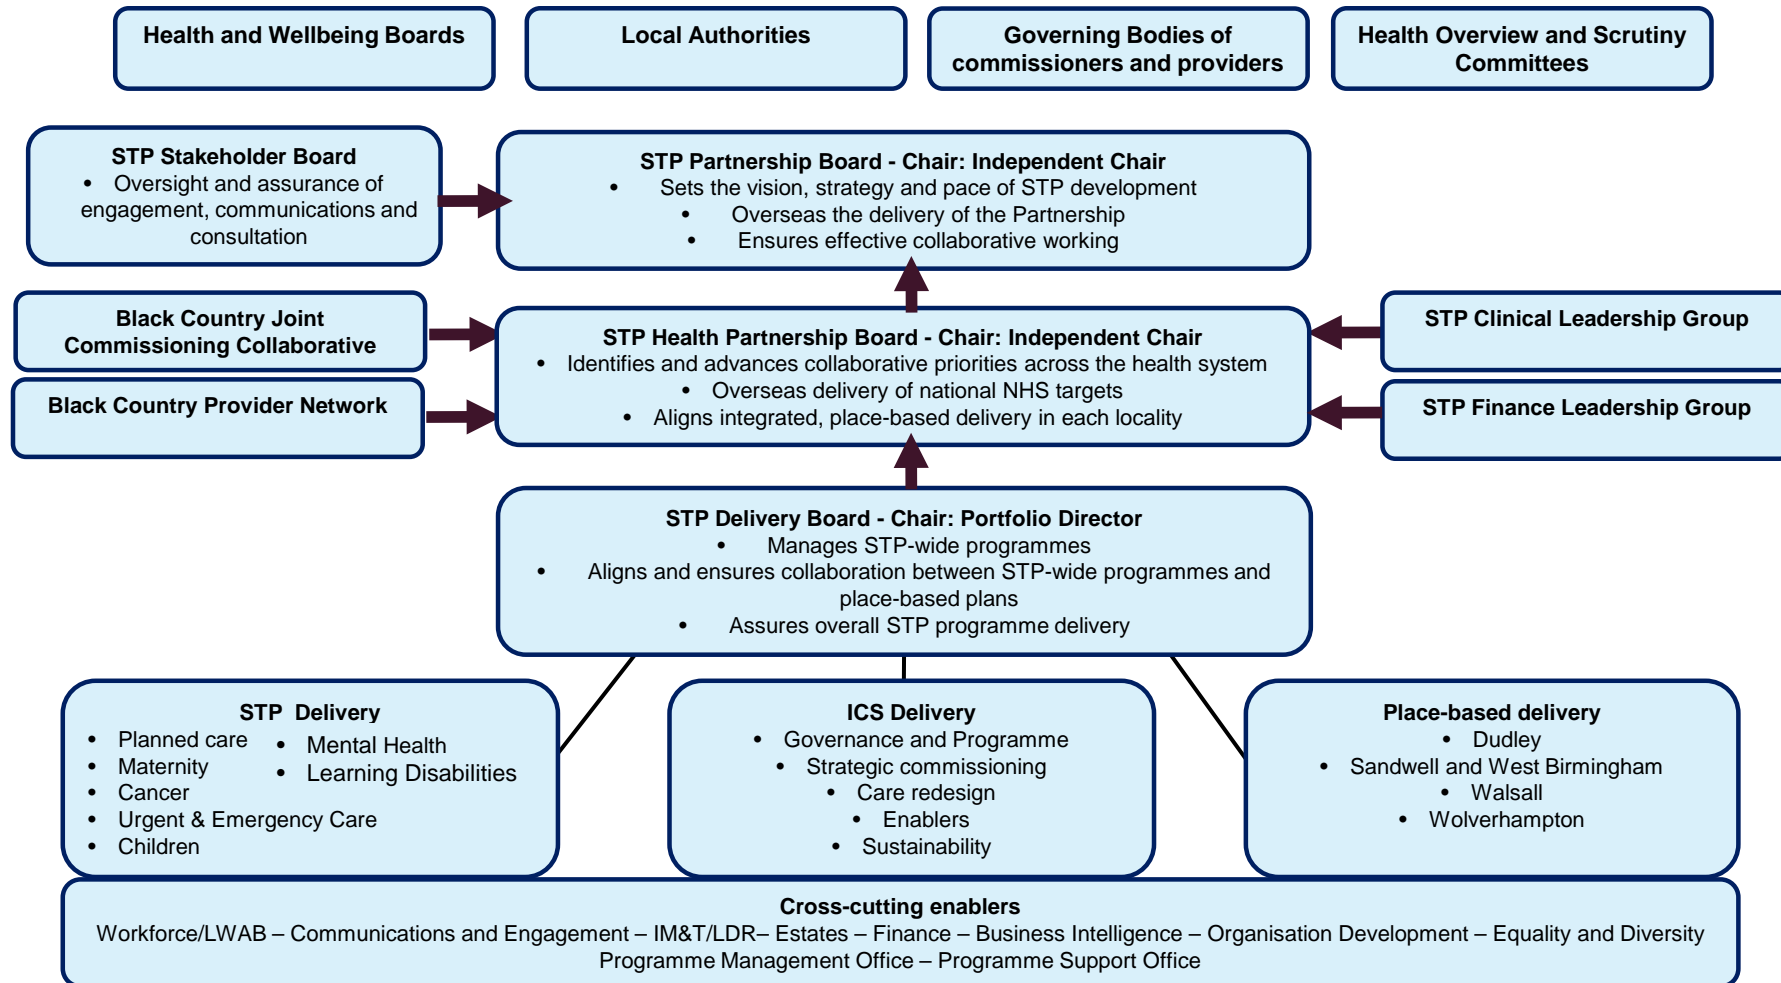 Health and Wellbeing Boards
Local Authorities
Governing Bodies of
commissioners and providers
Health Overview and Scrutiny
Committees
STP Stakeholder Board
• Oversight and assurance of
engagement, communications and
consultation
STP Partnership Board - Chair: Independent Chair
• Sets the vision, strategy and pace of STP development
• Overseas the delivery of the Partnership
• Ensures effective collaborative working
Black Country Joint
Commissioning Collaborative
Black Country Provider Network
STP Health Partnership Board - Chair: Independent Chair
• Identifies and advances collaborative priorities across the health system
• Overseas delivery of national NHS targets
• Aligns integrated, place-based delivery in each locality
STP Clinical Leadership Group
STP Finance Leadership Group
STP Delivery Board - Chair: Portfolio Director
• Manages STP-wide programmes
• Aligns and ensures collaboration between STP-wide programmes and
place-based plans
• Assures overall STP programme delivery
STP Delivery
• Planned care
• Maternity
• Cancer
• Urgent & Emergency Care
• Children
• Mental Health
• Learning Disabilities
ICS Delivery
• Governance and Programme
• Strategic commissioning
• Care redesign
• Enablers
• Sustainability
Place-based delivery
• Dudley
• Sandwell and West Birmingham
• Walsall
• Wolverhampton
Cross-cutting enablers
Workforce/LWAB – Communications and Engagement – IM&T/LDR– Estates – Finance – Business Intelligence – Organisation Development – Equality and Diversity
Programme Management Office – Programme Support Office